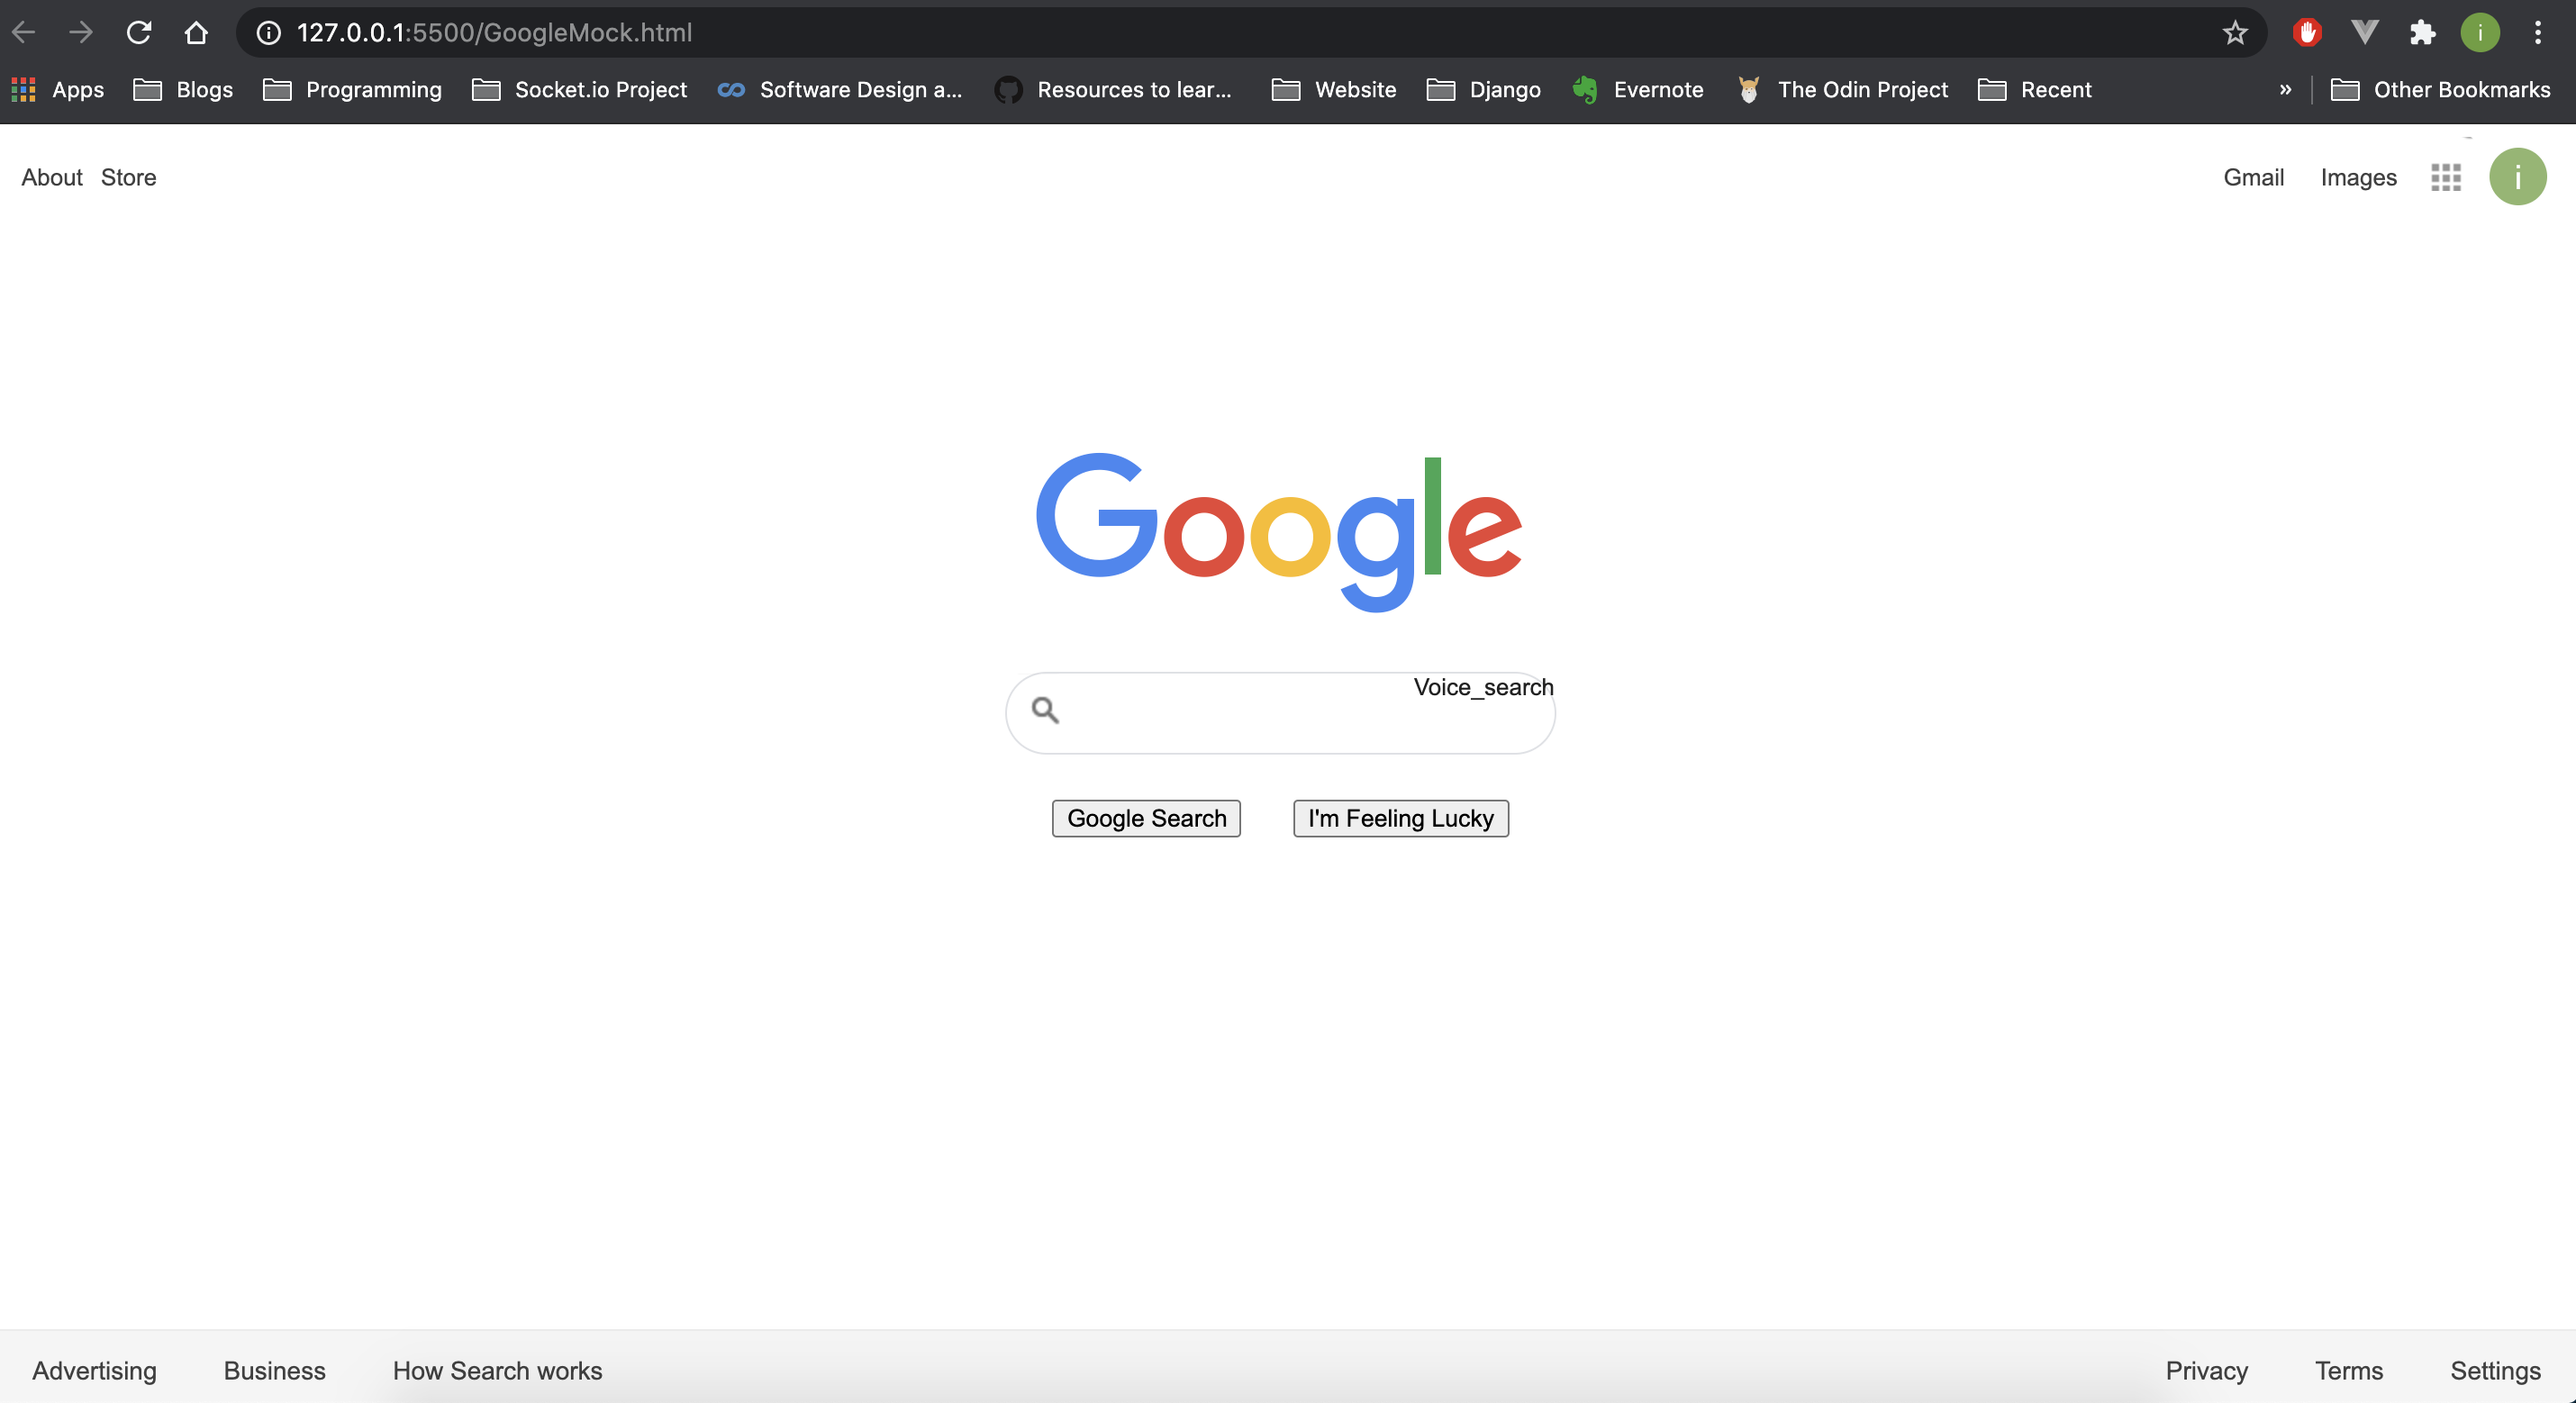 127.0.0.1:5500/GoogleMock.html i
Apps Blogs Programming Socket.io Project Software Design a... Resources to lear... Website Django Evernote The Odin Project Recent » Other Bookmarks
About Store Gmail Images i
Google
Voice_search
Google Search I'm Feeling Lucky
Advertising Business How Search works Privacy Terms Settings